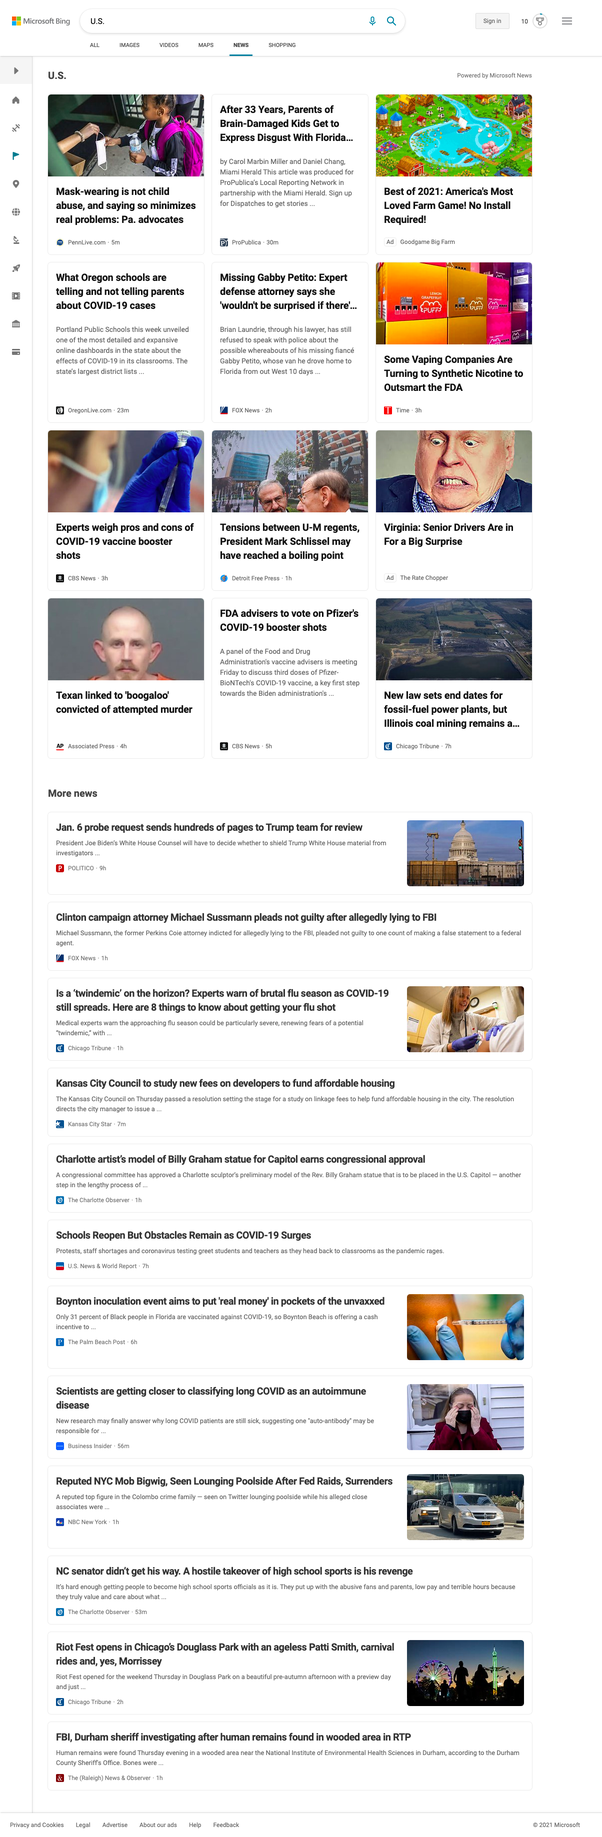 Microsoft Bing
U.S.
Sign in
10
ALL IMAGES VIDEOS MAPS NEWS SHOPPING
U.S.
Powered by Microsoft News
Mask-wearing is not child
abuse, and saying so minimizes
real problems: Pa. advocates
PennLive.com · 5m
After 33 Years, Parents of
Brain-Damaged Kids Get to
Express Disgust With Florida...
by Carol Marbin Miller and Daniel Chang,
Miami Herald This article was produced for
ProPublica's Local Reporting Network in
partnership with the Miami Herald. Sign up
for Dispatches to get stories ...
ProPublica · 30m
Best of 2021: America's Most
Loved Farm Game! No Install
Required!
Ad Goodgame Big Farm
What Oregon schools are
telling and not telling parents
about COVID-19 cases
Portland Public Schools this week unveiled
one of the most detailed and expansive
online dashboards in the state about the
effects of COVID-19 in its classrooms. The
state's largest district lists ...
OregonLive.com · 23m
Missing Gabby Petito: Expert
defense attorney says she
'wouldn't be surprised if there'...
Brian Laundrie, through his lawyer, has still
refused to speak with police about the
possible whereabouts of his missing fiancé
Gabby Petito, whose van he drove home to
Florida from out West 10 days ...
FOX News · 2h
PUFF
PUFF
Some Vaping Companies Are
Turning to Synthetic Nicotine to
Outsmart the FDA
Time · 3h
Experts weigh pros and cons of
COVID-19 vaccine booster
shots
CBS News · 3h
Tensions between U-M regents,
President Mark Schlissel may
have reached a boiling point
Detroit Free Press · 1h
Virginia: Senior Drivers Are in
For a Big Surprise
Ad The Rate Chopper
Texan linked to 'boogaloo'
convicted of attempted murder
AP Associated Press · 4h
FDA advisers to vote on Pfizer's
COVID-19 booster shots
A panel of the Food and Drug
Administration's vaccine advisers is meeting
Friday to discuss third doses of Pfizer-
BioNTech's COVID-19 vaccine, a key first step
towards the Biden administration's ...
CBS News · 5h
New law sets end dates for
fossil-fuel power plants, but
Illinois coal mining remains a...
Chicago Tribune · 7h
More news
Jan. 6 probe request sends hundreds of pages to Trump team for review
President Joe Biden's White House Counsel will have to decide whether to shield Trump White House material from
investigators ...
POLITICO · 9h
Clinton campaign attorney Michael Sussmann pleads not guilty after allegedly lying to FBI
Michael Sussmann, the former Perkins Coie attorney indicted for allegedly lying to the FBI, pleaded not guilty to one count of making a false statement to a federal
agent.
FOX News · 1h
Is a 'twindemic' on the horizon? Experts warn of brutal flu season as COVID-19
still spreads. Here are 8 things to know about getting your flu shot
Medical experts warn the approaching flu season could be particularly severe, renewing fears of a potential
"twindemic," with ...
Chicago Tribune · 1h
Kansas City Council to study new fees on developers to fund affordable housing
The Kansas City Council on Thursday passed a resolution setting the stage for a study on linkage fees to help fund affordable housing in the city. The resolution
directs the city manager to issue a ...
Kansas City Star · 7m
Charlotte artist's model of Billy Graham statue for Capitol earns congressional approval
A congressional committee has approved a Charlotte sculptor's preliminary model of the Rev. Billy Graham statue that is to be placed in the U.S. Capitol — another
step in the lengthy process of ...
The Charlotte Observer · 1h
Schools Reopen But Obstacles Remain as COVID-19 Surges
Protests, staff shortages and coronavirus testing greet students and teachers as they head back to classrooms as the pandemic rages.
U.S. News & World Report · 7h
Boynton inoculation event aims to put 'real money' in pockets of the unvaxxed
Only 31 percent of Black people in Florida are vaccinated against COVID-19, so Boynton Beach is offering a cash
incentive to ...
The Palm Beach Post · 6h
Scientists are getting closer to classifying long COVID as an autoimmune
disease
New research may finally answer why long COVID patients are still sick, suggesting one "auto-antibody" may be
responsible for ...
Business Insider · 56m
Reputed NYC Mob Bigwig, Seen Lounging Poolside After Fed Raids, Surrenders
A reputed top figure in the Colombo crime family — seen on Twitter lounging poolside while his alleged close
associates were ...
NBC New York · 1h
NC senator didn't get his way. A hostile takeover of high school sports is his revenge
It's hard enough getting people to become high school sports officials as it is. They put up with the abusive fans and parents, low pay and terrible hours because
they truly value and care about what ...
The Charlotte Observer · 53m
Riot Fest opens in Chicago's Douglass Park with an ageless Patti Smith, carnival
rides and, yes, Morrissey
Riot Fest opened for the weekend Thursday in Douglass Park on a beautiful pre-autumn afternoon with a preview day
and just ...
Chicago Tribune · 2h
FBI, Durham sheriff investigating after human remains found in wooded area in RTP
Human remains were found Thursday evening in a wooded area near the National Institute of Environmental Health Sciences in Durham, according to the Durham
County Sheriff's Office. Bones were ...
The (Raleigh) News & Observer · 1h
Privacy and Cookies Legal Advertise About our ads Help Feedback © 2021 Microsoft